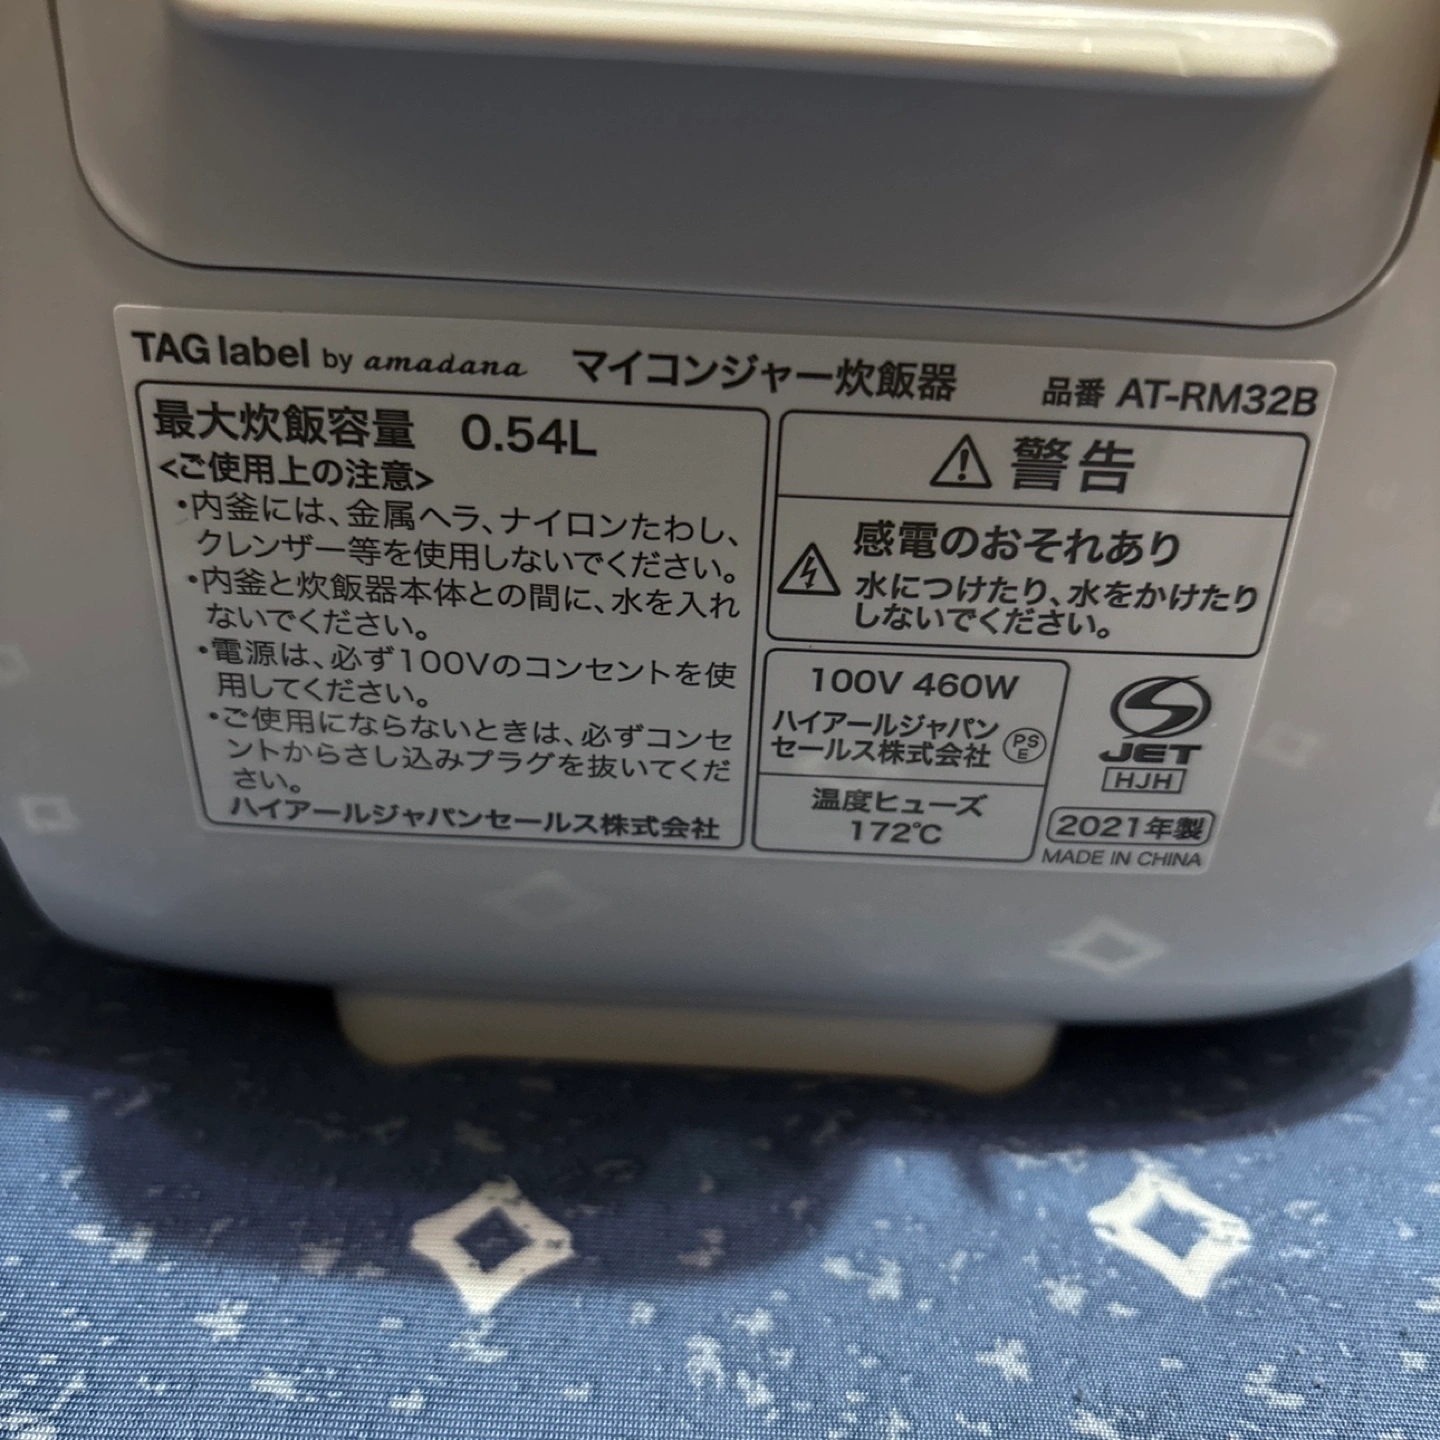 TAG label by amadana マイコンジャー炊飯器 品番 AT-RM32B
最大炊飯容量 0.54L
<ご使用上の注意>
・内釜には、金属ヘラ、ナイロンたわし、
クレンザー等を使用しないでください。
・内釜と炊飯器本体との間に、水を入れ
ないでください。
・電源は、必ず100Vのコンセントを使
用してください。
・ご使用にならないときは、必ずコンセ
ントからさし込みプラグを抜いてくだ
さい。
ハイアールジャパンセールス株式会社
警告
感電のおそれあり
水につけたり、水をかけたり
しないでください。
100V 460W
ハイアールジャパン
セールス株式会社
PS
E
温度ヒューズ
172℃
S
JET
HJH
2021年製
MADE IN CHINA